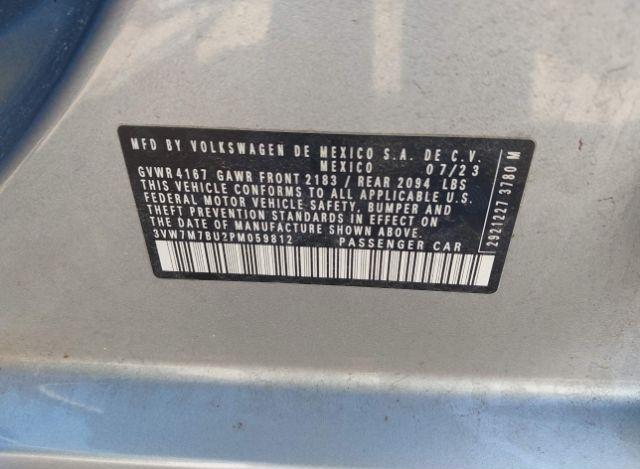 MFD BY VOLKSWAGEN DE MEXICO S.A. DE C.V.
MEXICO 07/23
GVWR 4167 GAWR FRONT 2183 / REAR 2094 LBS
THIS VEHICLE CONFORMS TO ALL APPLICABLE U.S.
FEDERAL MOTOR VEHICLE SAFETY, BUMPER AND
THEFT PREVENTION STANDARDS IN EFFECT ON THE DATE
OF MANUFACTURE SHOWN ABOVE.
3VW7M7BU2PM059812 PASSENGER CAR
2921227 3780 M